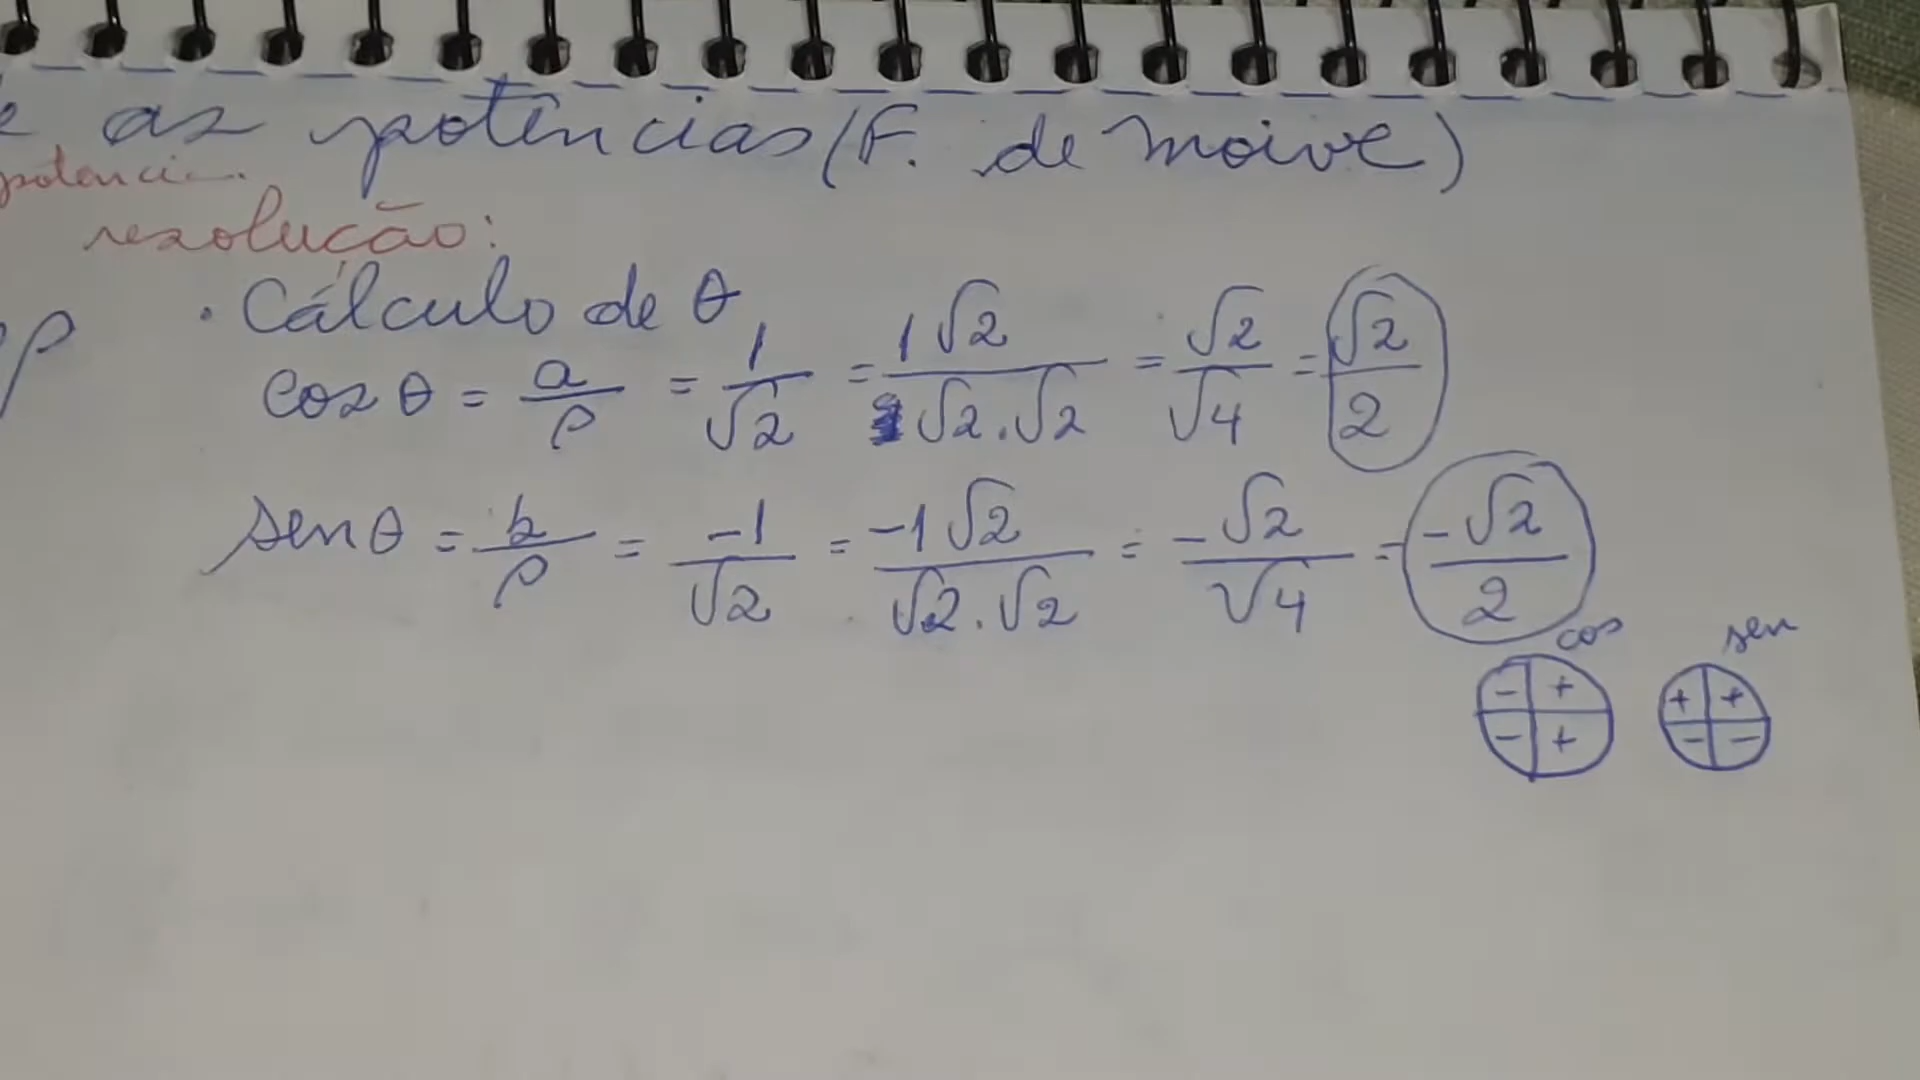 as potências (F. de moivre)
potencia.
resolução:
ρ
• Cálculo de θ
cos θ = a/ρ = 1/√2 = 1√2/√2.√2 = √2/√4 = √2/2
sen θ = b/ρ = -1/√2 = -1√2/√2.√2 = -√2/√4 = -√2/2
cos sen
- + + +
- + - -